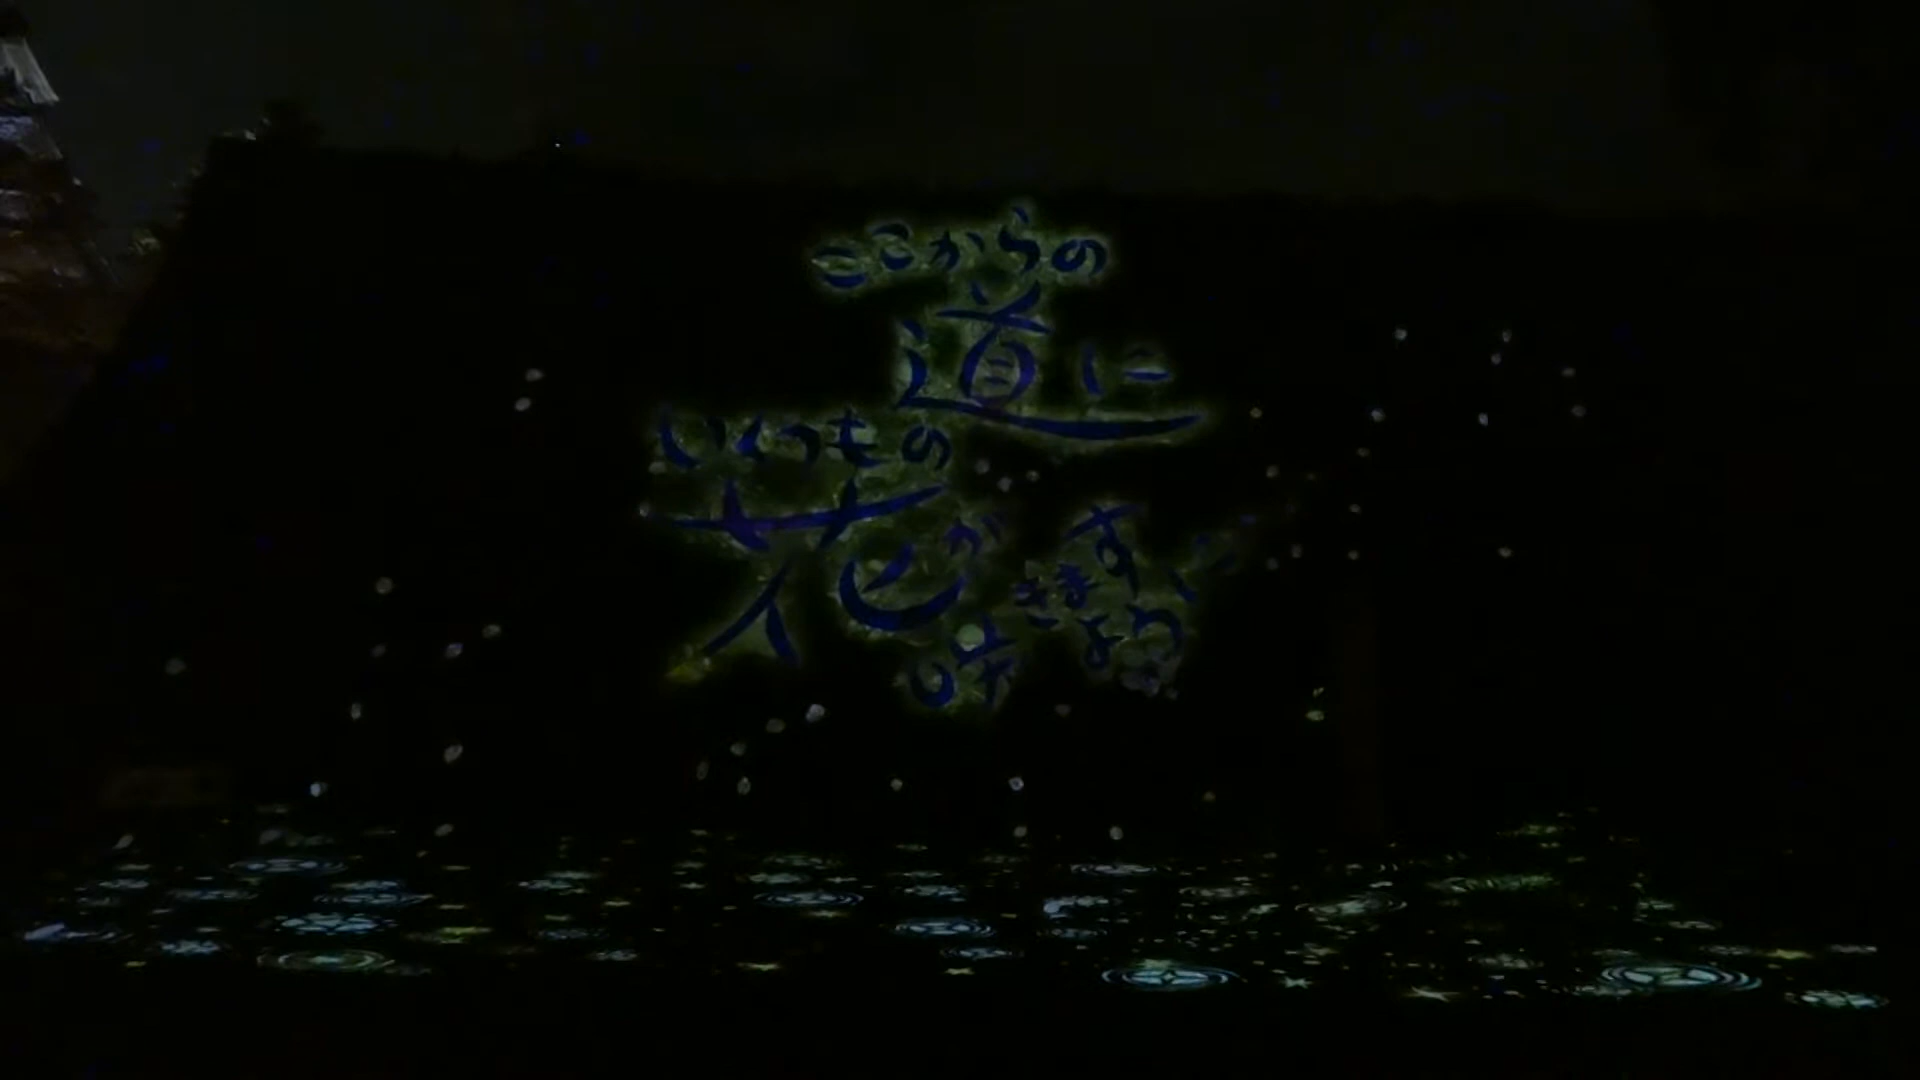 ここからの
道に
いくつもの
花が
咲きます
ように